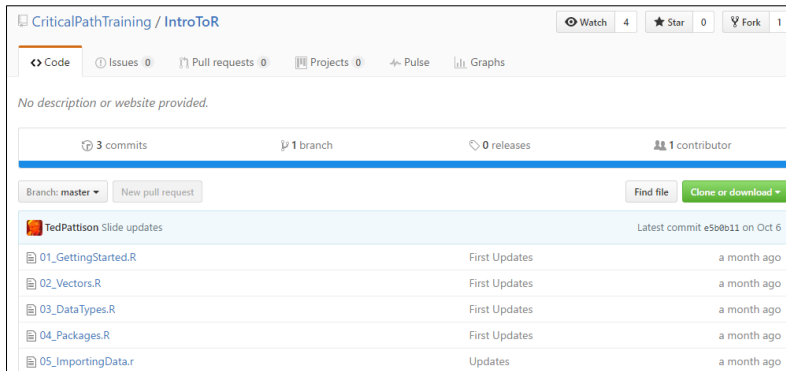 CriticalPathTraining / IntroToR Watch 4 Star 0 Fork 1
Code Issues 0 Pull requests 0 Projects 0 Pulse Graphs
No description or website provided.
3 commits 1 branch 0 releases 1 contributor
Branch: master New pull request Find file Clone or download
TedPattison Slide updates Latest commit e5b0b11 on Oct 6
01_GettingStarted.R First Updates a month ago
02_Vectors.R First Updates a month ago
03_DataTypes.R First Updates a month ago
04_Packages.R First Updates a month ago
05_ImportingData.r Updates a month ago